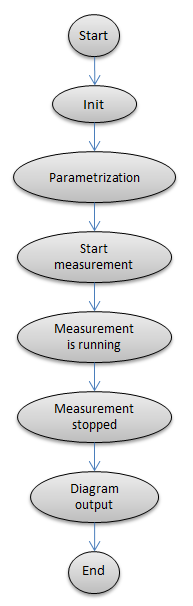 Start
Init
Parametrization
Start
measurement
Measurement
is running
Measurement
stopped
Diagram
output
End